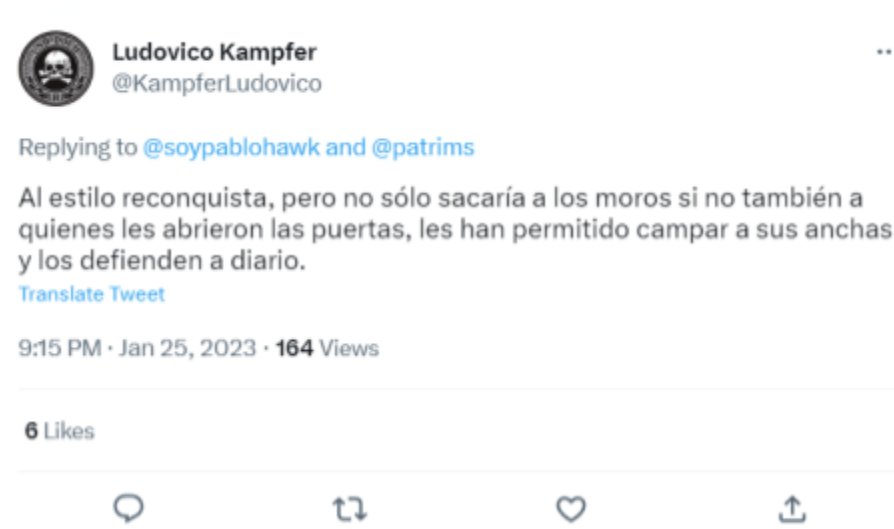 Ludovico Kampfer
@KampferLudovico
Replying to @soypablohawk and @patrims
Al estilo reconquista, pero no sólo sacaría a los moros si no también a
quienes les abrieron las puertas, les han permitido campar a sus anchas
y los defienden a diario.
Translate Tweet
9:15 PM · Jan 25, 2023 · 164 Views
6 Likes